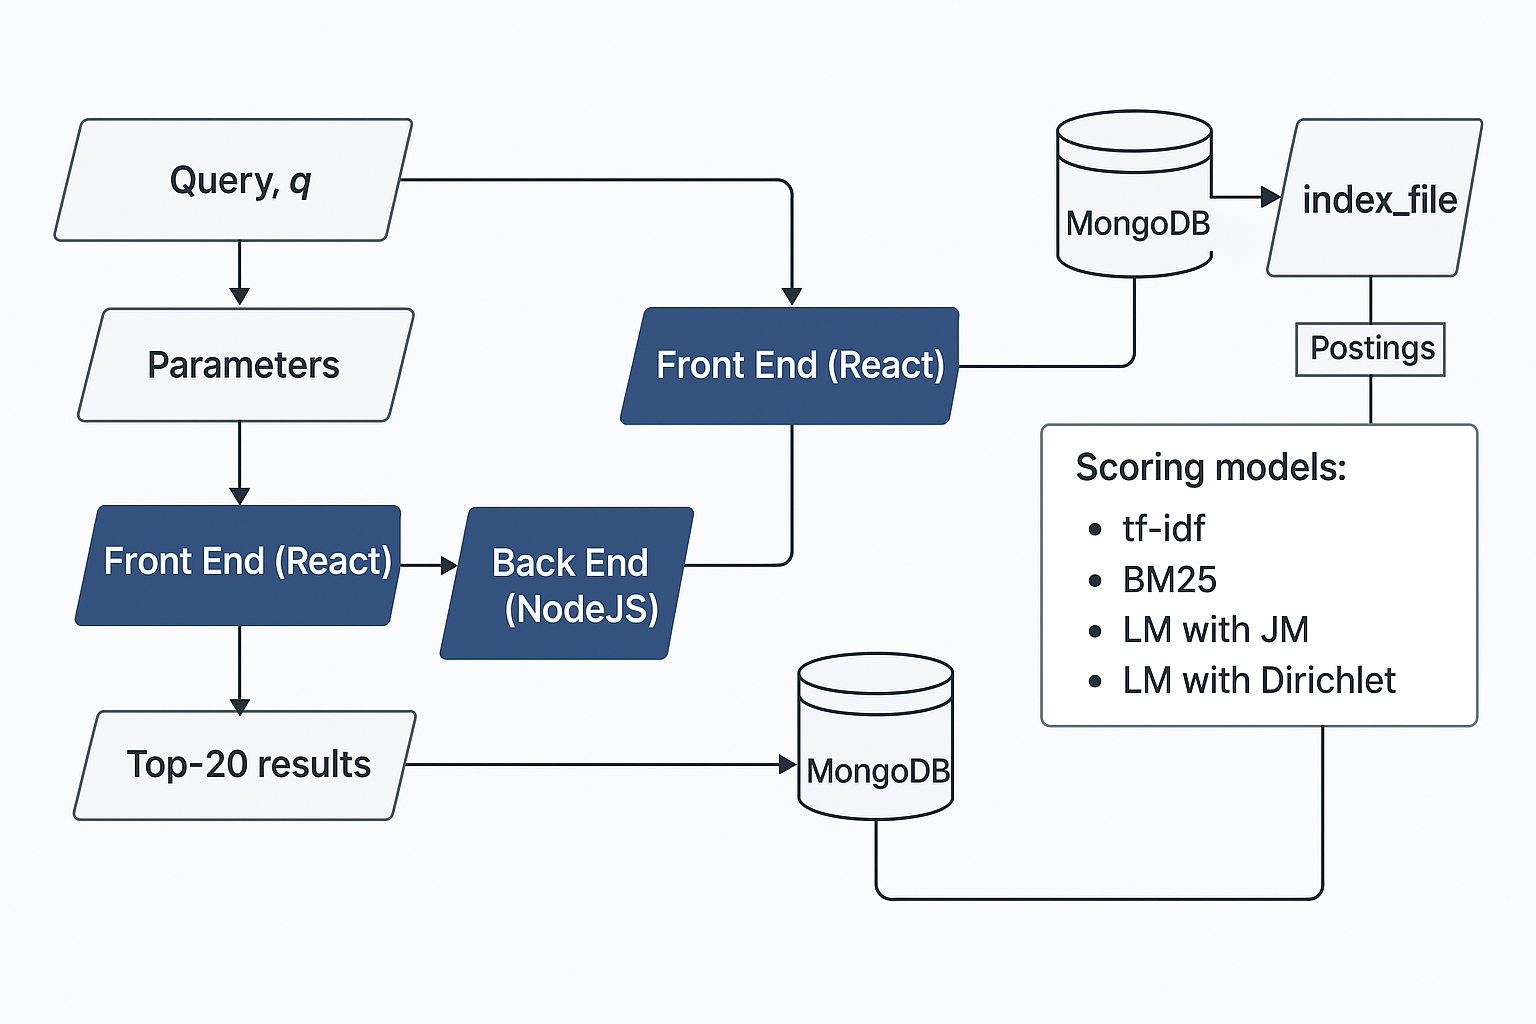 Query, q
Parameters
Front End (React)
Back End
(NodeJS)
Top-20 results
Front End (React)
MongoDB
index_file
Postings
Scoring models:
• tf-idf
• BM25
• LM with JM
• LM with Dirichlet
MongoDB